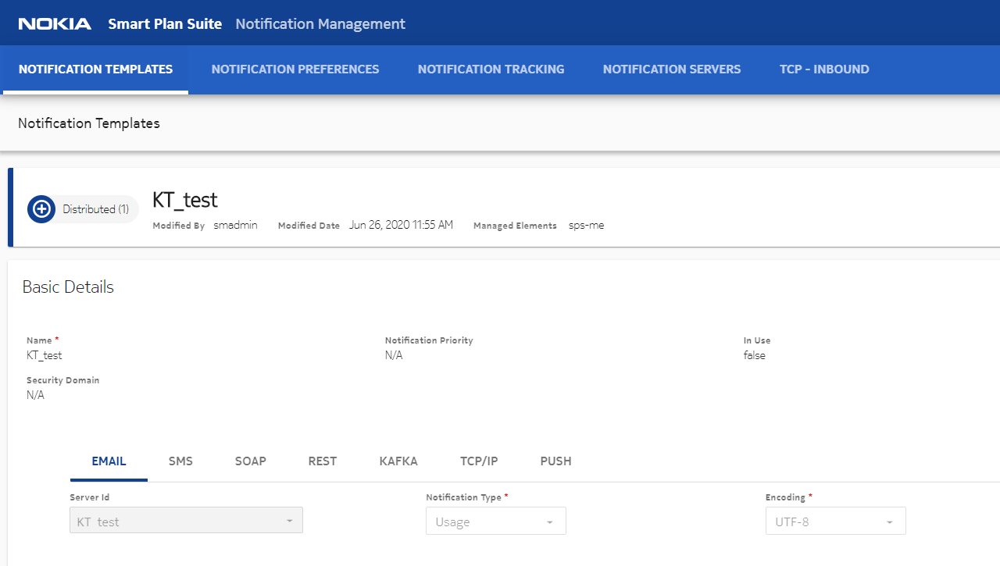 NOKIA Smart Plan Suite Notification Management
NOTIFICATION TEMPLATES NOTIFICATION PREFERENCES NOTIFICATION TRACKING NOTIFICATION SERVERS TCP - INBOUND
Notification Templates
KT_test
Distributed (1)
Modified By smadmin Modified Date Jun 26, 2020 11:55 AM Managed Elements sps-me
Basic Details
Name * Notification Priority In Use
KT_test N/A false
Security Domain
N/A
EMAIL SMS SOAP REST KAFKA TCP/IP PUSH
Server Id Notification Type * Encoding *
KT_test Usage UTF-8